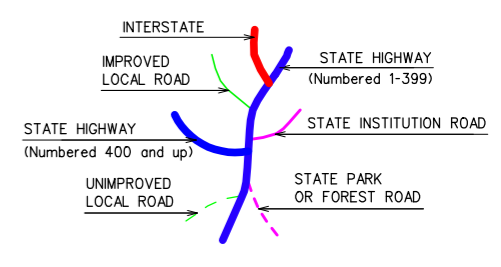 INTERSTATE
IMPROVED
LOCAL ROAD
STATE HIGHWAY
(Numbered 1-399)
STATE HIGHWAY
(Numbered 400 and up)
STATE INSTITUTION ROAD
UNIMPROVED
LOCAL ROAD
STATE PARK
OR FOREST ROAD